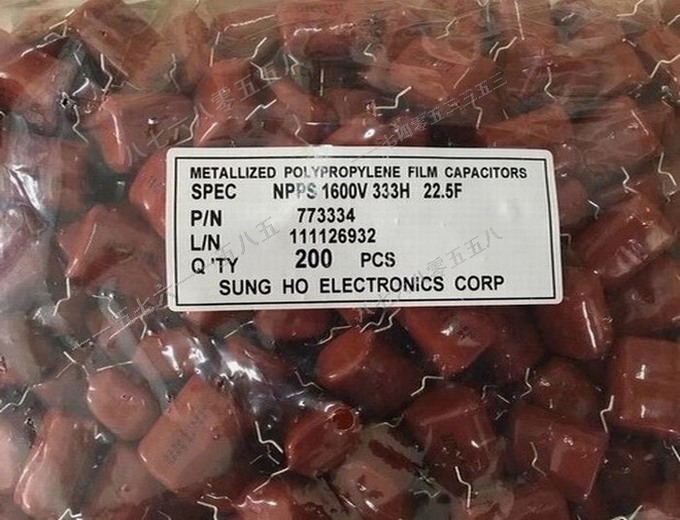 METALLIZED POLYPROPYLENE FILM CAPACITORS
SPEC NPPS 1600V 333H 22.5F
P/N 773334
L/N 111126932
Q'TY 200 PCS
SUNG HO ELECTRONICS CORP